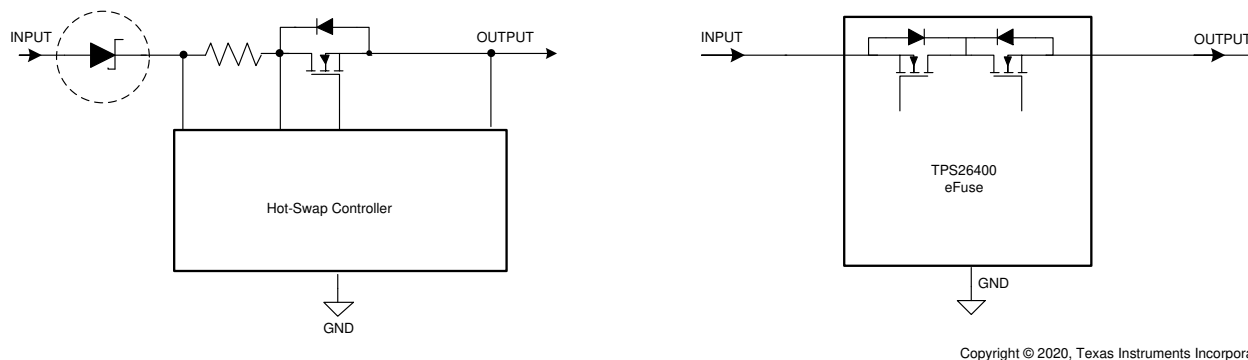 INPUT
OUTPUT
Hot-Swap Controller
GND
INPUT
OUTPUT
TPS26400
eFuse
GND
Copyright © 2020, Texas Instruments Incorpora